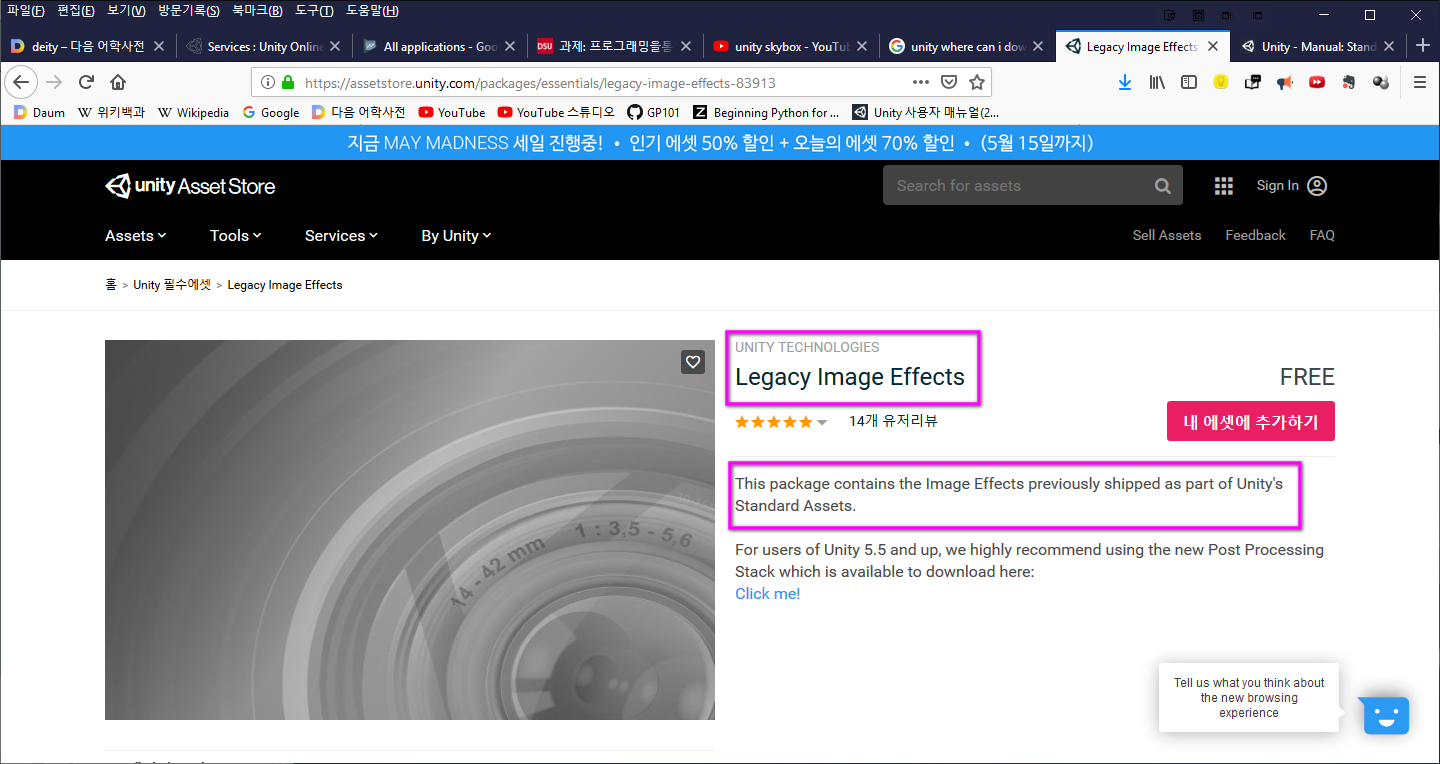 파일(F) 편집(E) 보기(V) 방문기록(S) 북마크(B) 도구(T) 도움말(H)
deity – 다음 어학사전
Services : Unity Online
All applications - Goo
DSU 과제: 프로그래밍을통
unity skybox - YouTub
unity where can i dow
Legacy Image Effects
Unity - Manual: Stand
https://assetstore.unity.com/packages/essentials/legacy-image-effects-83913
Daum 위키백과 Wikipedia Google 다음 어학사전 YouTube YouTube 스튜디오 GP101 Beginning Python for ... Unity 사용자 매뉴얼(2...
지금 MAY MADNESS 세일 진행중! • 인기 에셋 50% 할인 + 오늘의 에셋 70% 할인 • (5월 15일까지)
unity Asset Store
Search for assets
Sign In
Assets Tools Services By Unity
Sell Assets Feedback FAQ
홈 > Unity 필수에셋 > Legacy Image Effects
14 - 42 mm 1 : 3,5 - 5,6
UNITY TECHNOLOGIES
Legacy Image Effects
FREE
14개 유저리뷰
내 에셋에 추가하기
This package contains the Image Effects previously shipped as part of Unity's
Standard Assets.
For users of Unity 5.5 and up, we highly recommend using the new Post Processing
Stack which is available to download here:
Click me!
Tell us what you think about
the new browsing
experience